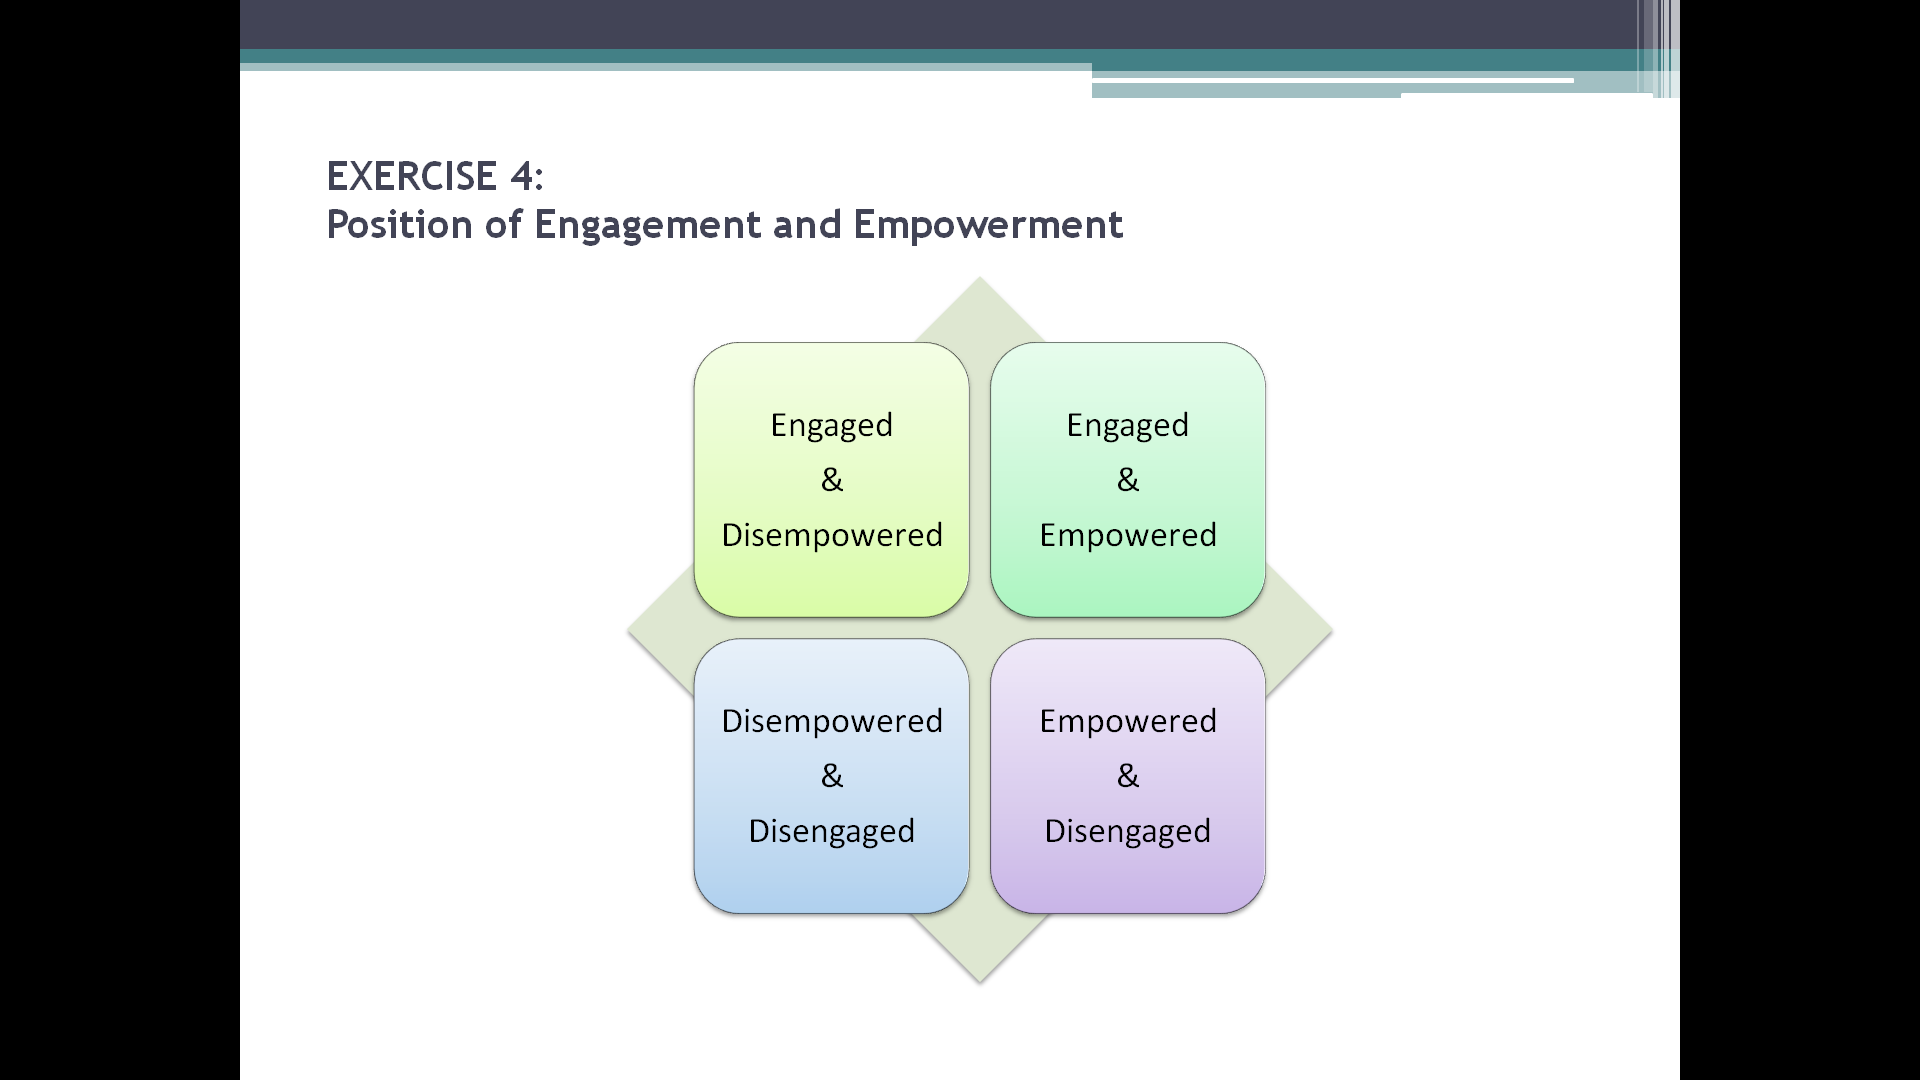 EXERCISE 4:
Position of Engagement and Empowerment
Engaged
&
Disempowered
Engaged
&
Empowered
Disempowered
&
Disengaged
Empowered
&
Disengaged